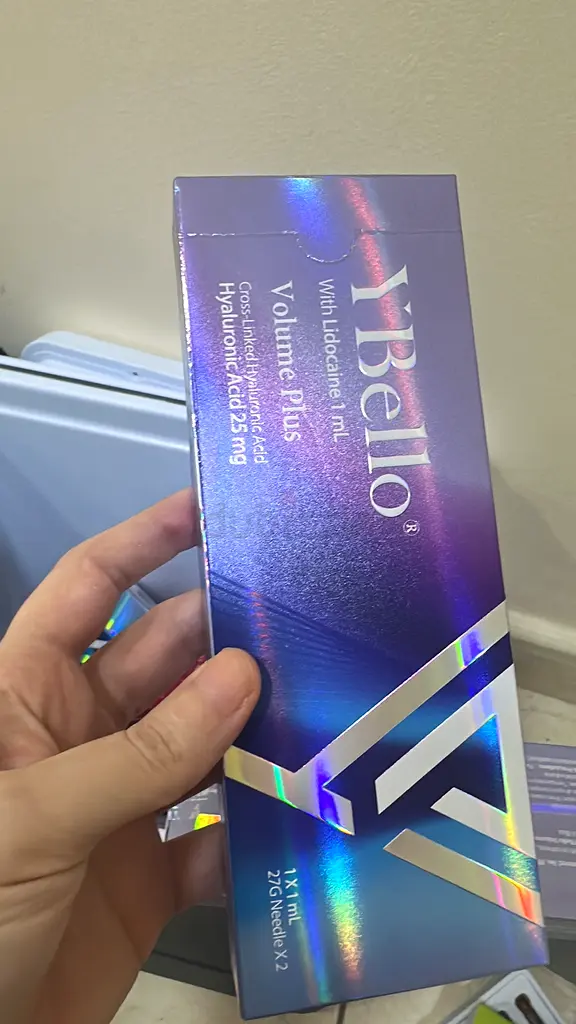 YBello®
With Lidocaine 1 mL
Volume Plus
Cross-Linked Hyaluronic Acid
Hyaluronic Acid 25 mg
1 X 1 mL
27G Needle X 2